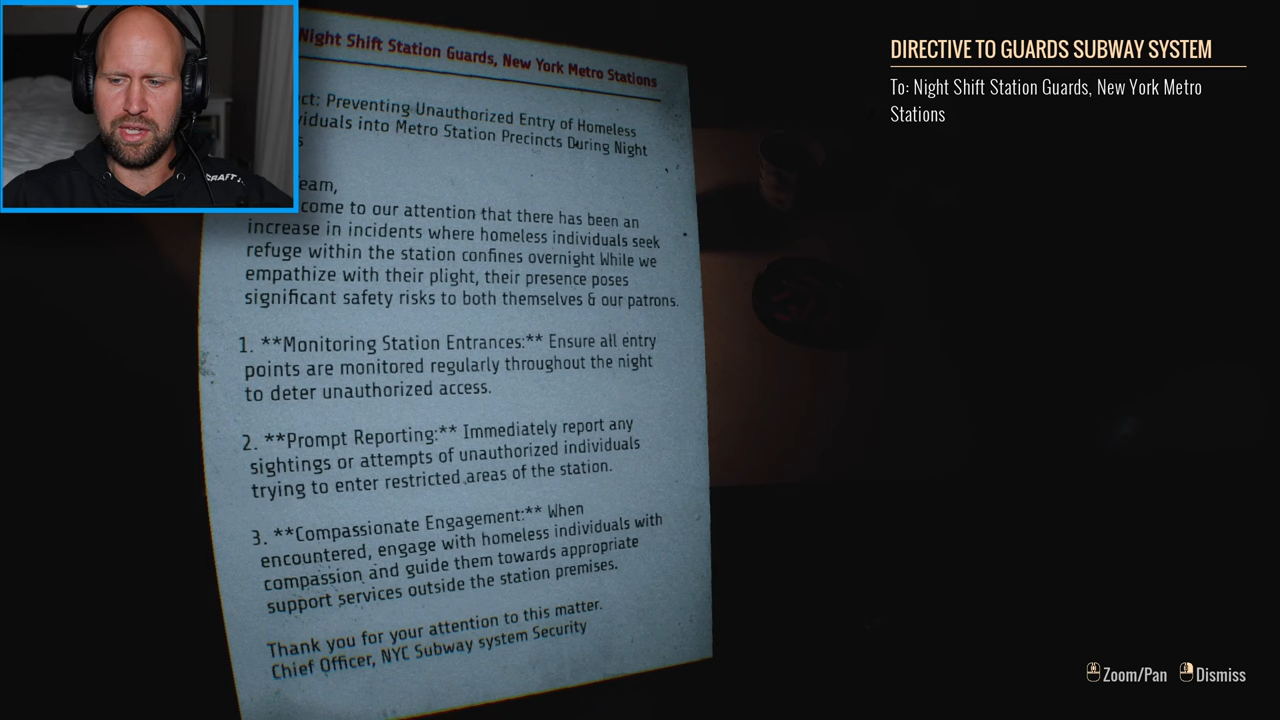 Night Shift Station Guards, New York Metro Stations
ct: Preventing Unauthorized Entry of Homeless
viduals into Metro Station Precincts During Night
s
eam,
come to our attention that there has been an
increase in incidents where homeless individuals seek
refuge within the station confines overnight While we
empathize with their plight, their presence poses
significant safety risks to both themselves & our patrons.
1. **Monitoring Station Entrances:** Ensure all entry
points are monitored regularly throughout the night
to deter unauthorized access.
2. **Prompt Reporting:** Immediately report any
sightings or attempts of unauthorized individuals
trying to enter restricted areas of the station.
3. **Compassionate Engagement:** When
encountered, engage with homeless individuals with
compassion and guide them towards appropriate
support services outside the station premises.
Thank you for your attention to this matter.
Chief Officer, NYC Subway system Security
DIRECTIVE TO GUARDS SUBWAY SYSTEM
To: Night Shift Station Guards, New York Metro
Stations
CRAFT
Zoom/Pan Dismiss